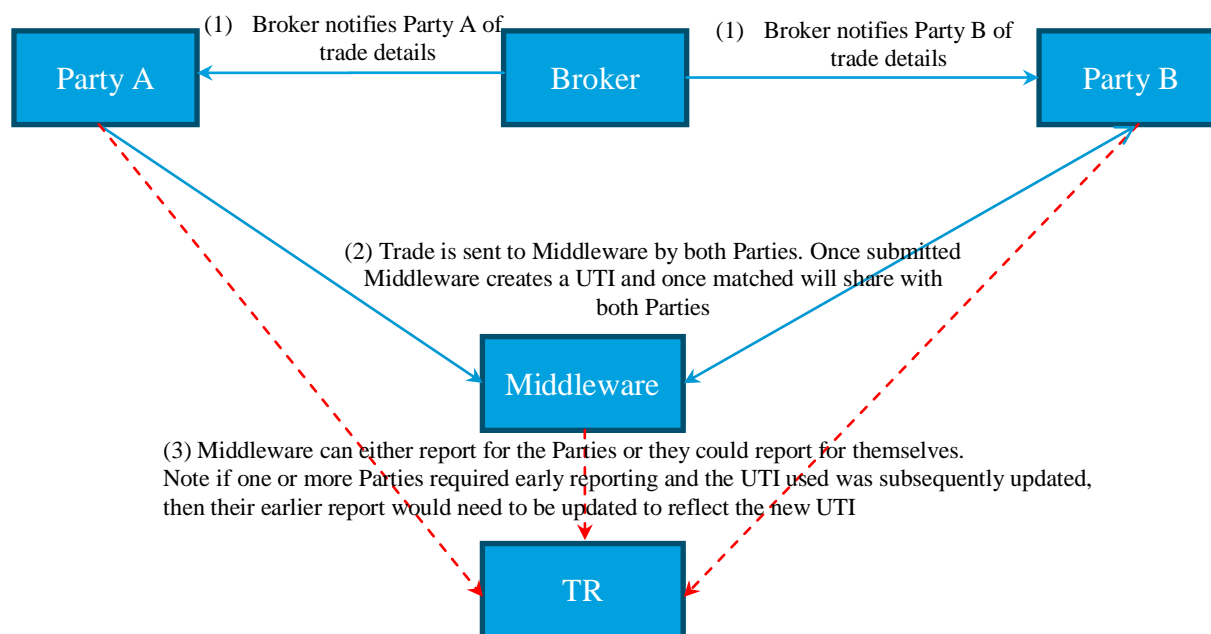 (1) Broker notifies Party A of
trade details
(1) Broker notifies Party B of
trade details
Party A
Broker
Party B
(2) Trade is sent to Middleware by both Parties. Once submitted
Middleware creates a UTI and once matched will share with
both Parties
Middleware
(3) Middleware can either report for the Parties or they could report for themselves.
Note if one or more Parties required early reporting and the UTI used was subsequently updated,
then their earlier report would need to be updated to reflect the new UTI
TR